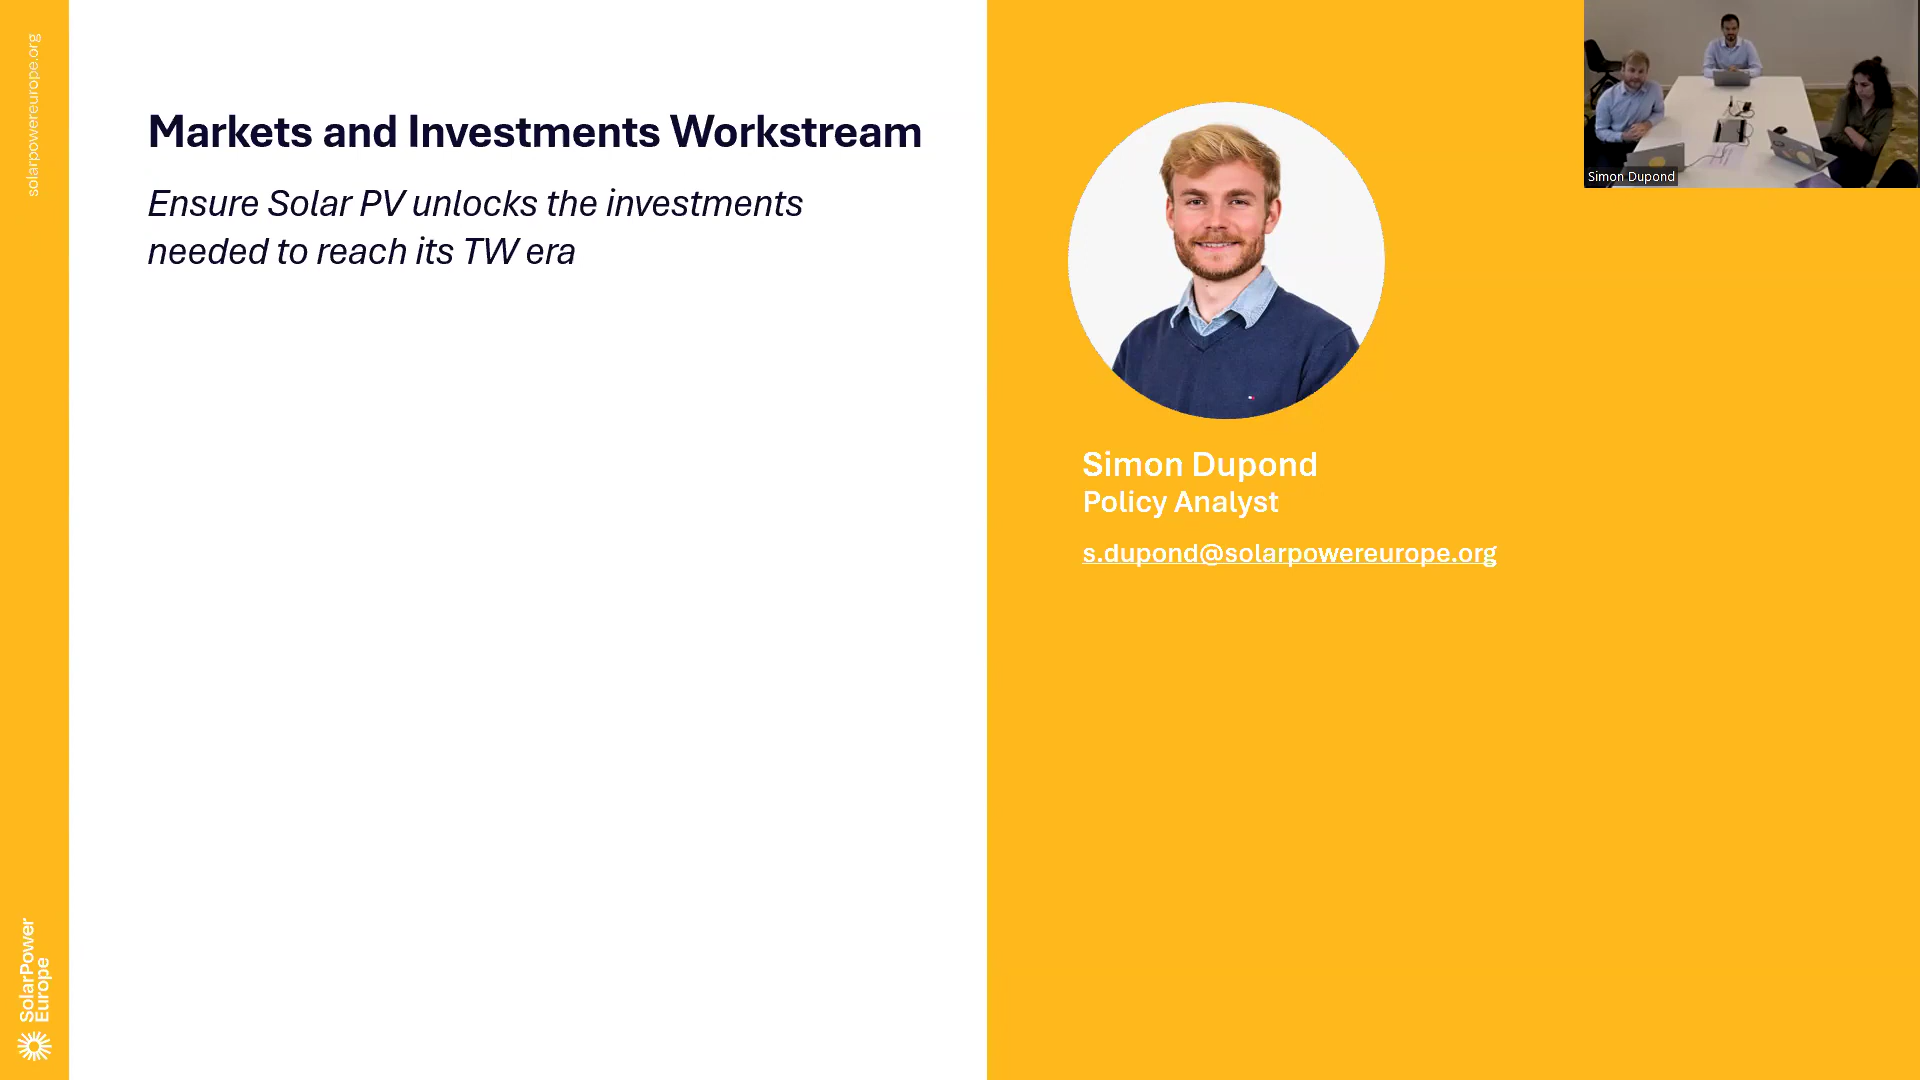 solarpowereurope.org
Markets and Investments Workstream
Ensure Solar PV unlocks the investments
needed to reach its TW era
Simon Dupond
Policy Analyst
s.dupond@solarpowereurope.org
Simon Dupond
SolarPower
Europe